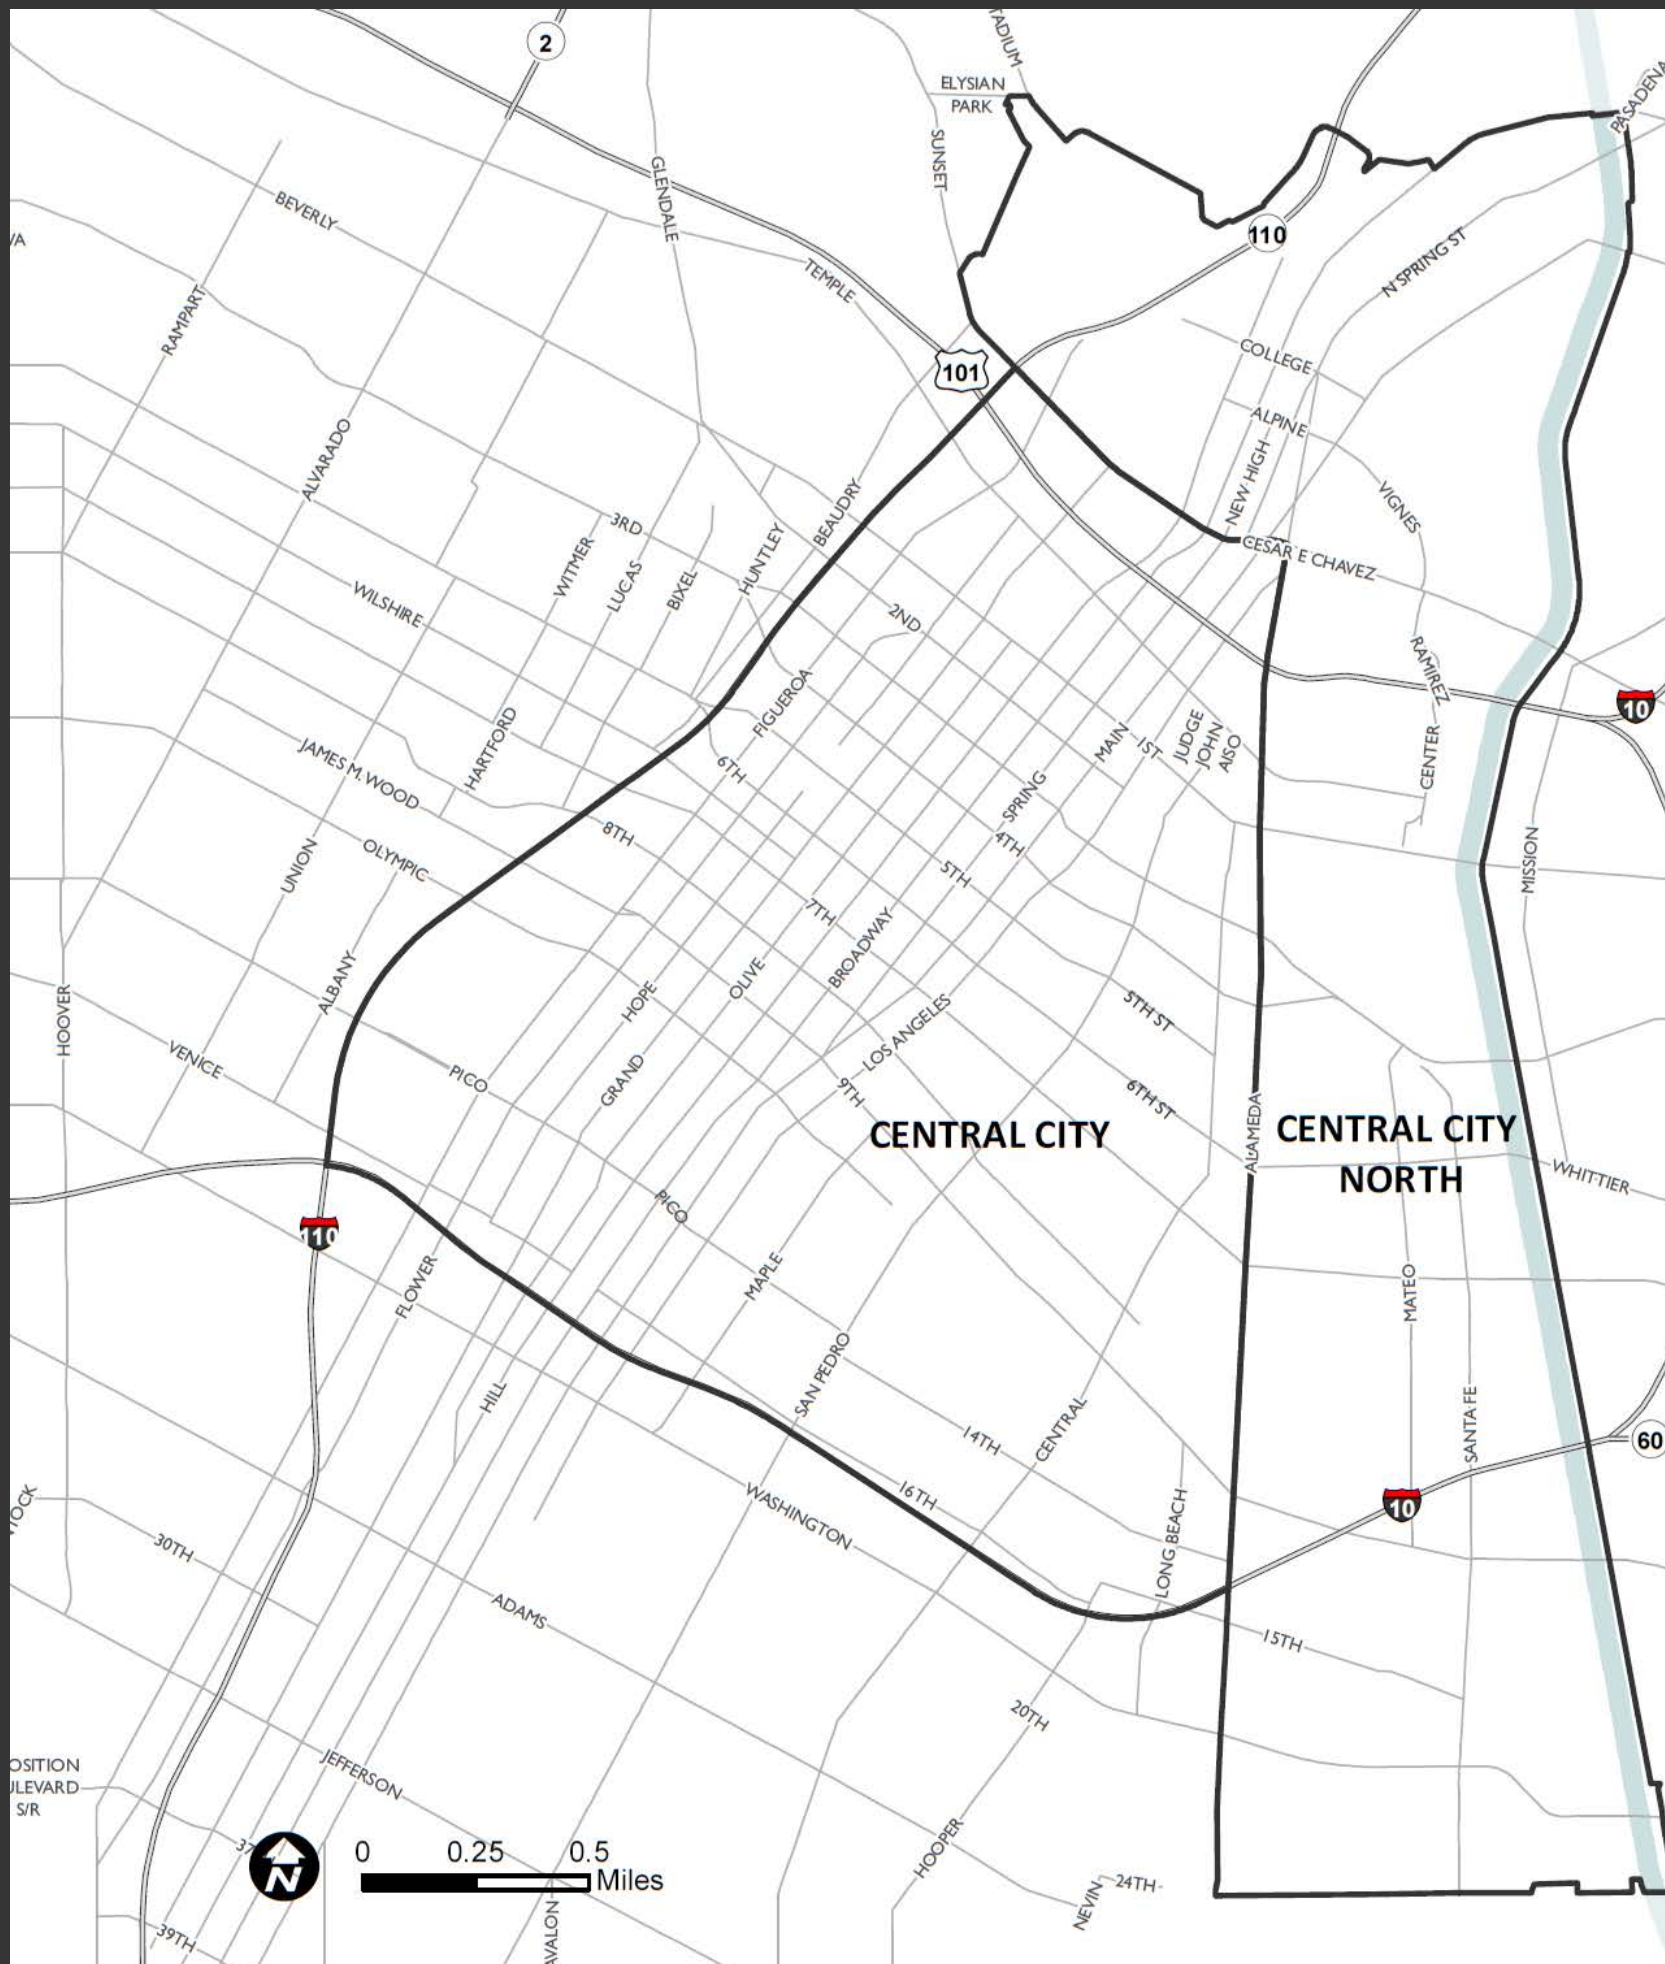 2
TADIUM
ELYSIAN
PARK
PASADENA
SUNSET
GLENDALE
BEVERLY
110
VA
N SPRING ST
TEMPLE
RAMPART
COLLEGE
101
ALPINE
ALVARADO
NEW HIGH
VIGNES
BEAUDRY
3RD
HUNTLEY
WITMER
CESAR E CHAVEZ
LUCAS
BIXEL
WILSHIRE
2ND
RAMIREZ
10
FIGUEROA
HARTFORD
JUDGE
JOHN
AISO
MAIN
1ST
CENTER
JAMES M. WOOD
6TH
SPRING
8TH
4TH
MISSION
OLYMPIC
UNION
5TH
7TH
BROADWAY
ALBANY
OLIVE
HOPE
HOOVER
5TH ST
LOS ANGELES
VENICE
PICO
GRAND
9TH
6TH ST
ALAMEDA
CENTRAL CITY
CENTRAL CITY
NORTH
WHITTIER
PICO
110
FLOWER
MAPLE
MATEO
SAN PEDRO
HILL
CENTRAL
SANTA FE
14TH
60
10
16TH
WASHINGTON
LONG BEACH
TOCK
30TH
ADAMS
15TH
20TH
OSITION
ULEVARD
S/R
JEFFERSON
HOOPER
37
N
0 0.25 0.5
Miles
NEVIN
24TH
AVALON
39TH